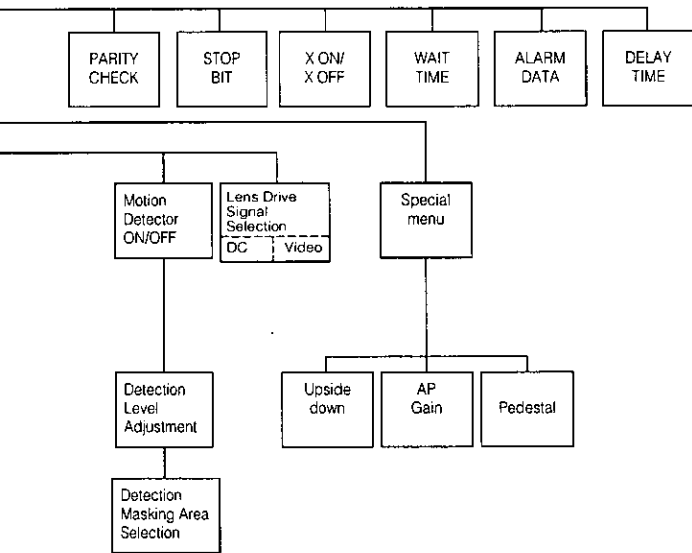 PARITY
CHECK
STOP
BIT
X ON/
X OFF
WAIT
TIME
ALARM
DATA
DELAY
TIME
Motion
Detector
ON/OFF
Lens Drive
Signal
Selection
DC Video
Special
menu
Detection
Level
Adjustment
Upside
down
AP
Gain
Pedestal
Detection
Masking Area
Selection